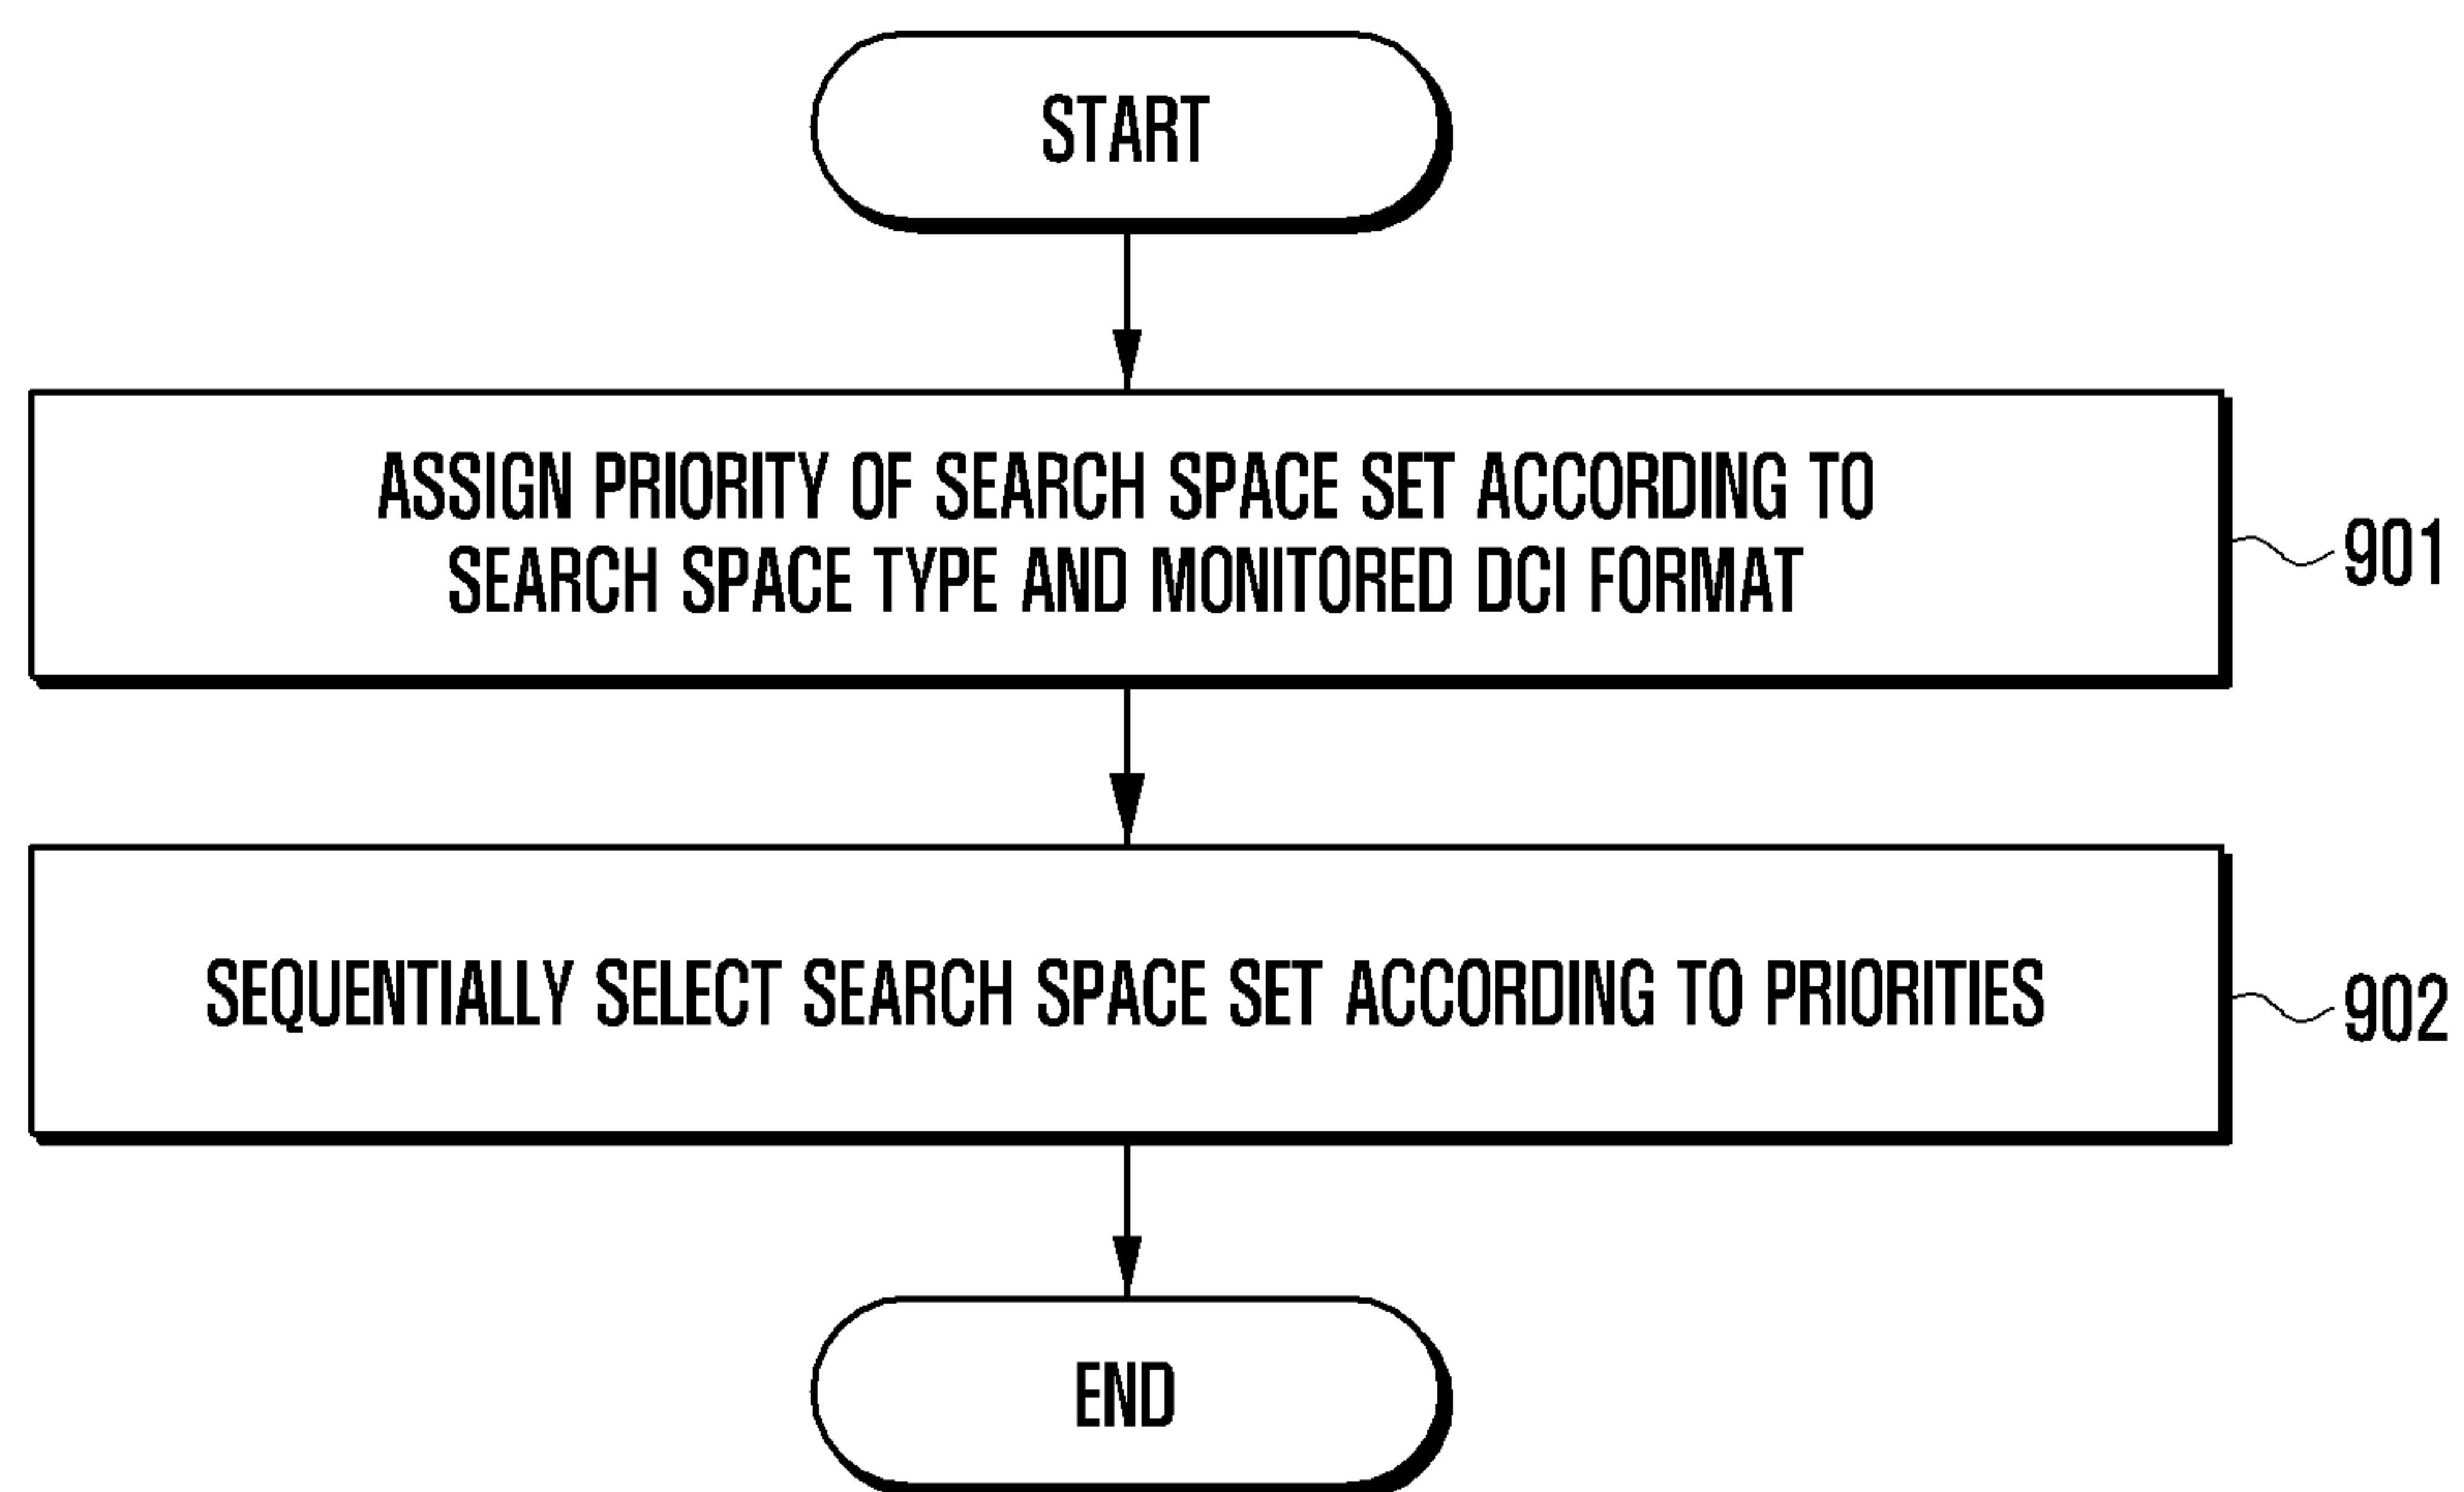 START
ASSIGN PRIORITY OF SEARCH SPACE SET ACCORDING TO
SEARCH SPACE TYPE AND MONITORED DCI FORMAT
901
SEQUENTIALLY SELECT SEARCH SPACE SET ACCORDING TO PRIORITIES
902
END